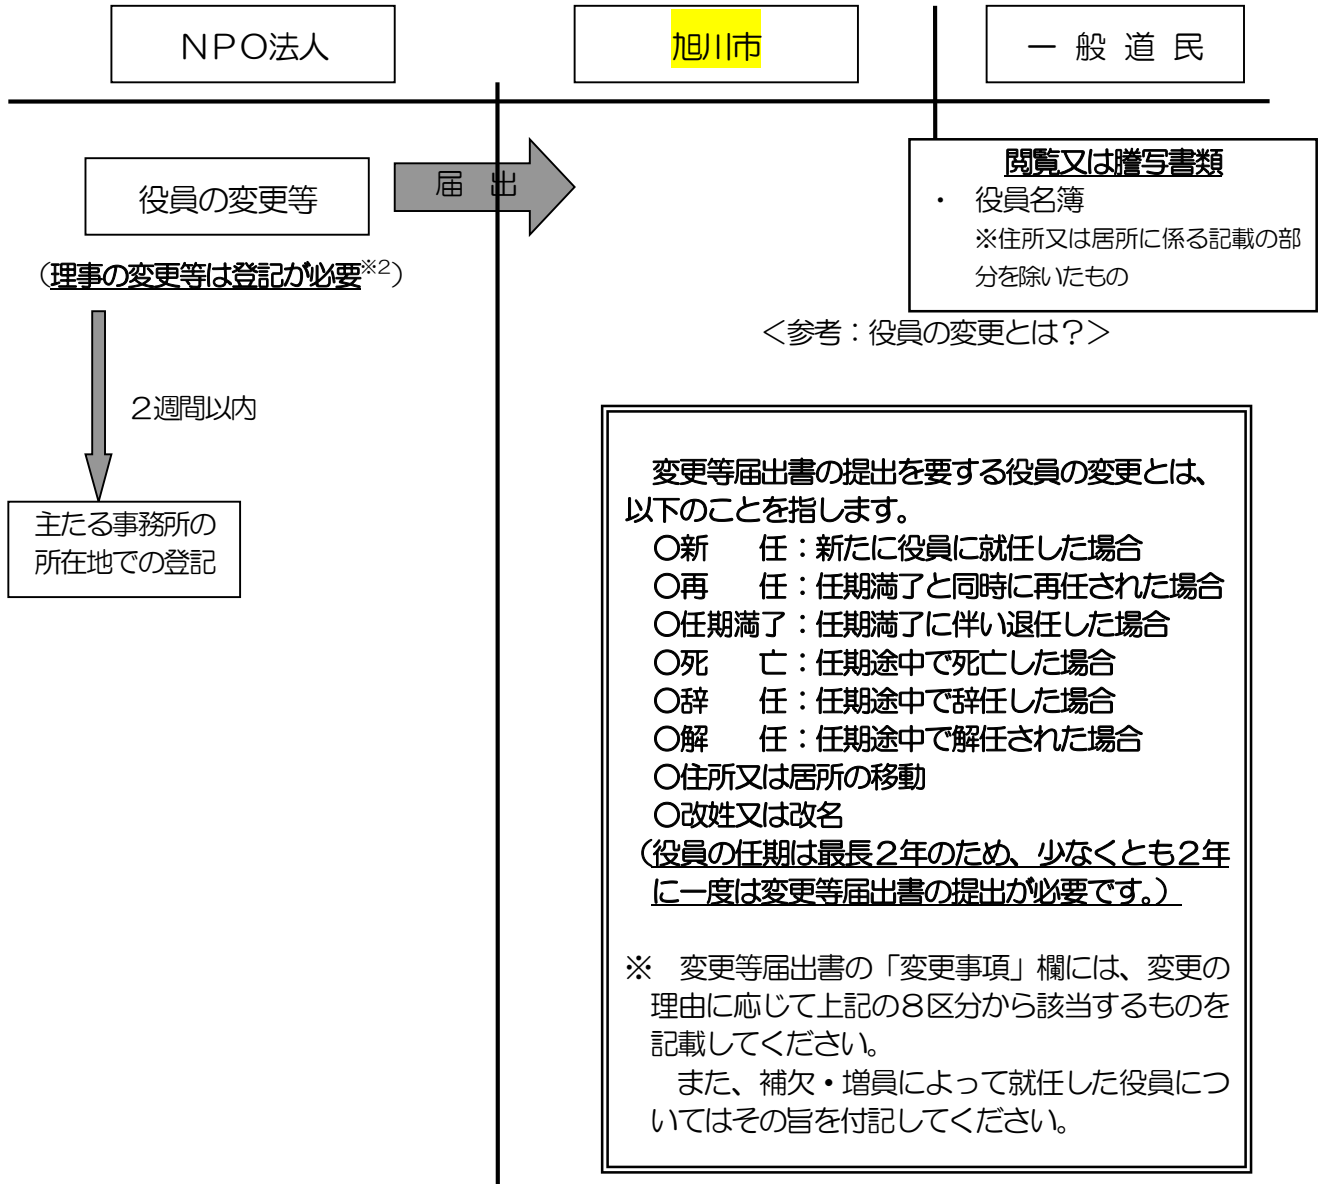 NPO法人
旭川市
一 般 道 民
役員の変更等
届　出
閲覧又は謄写書類
・　役員名簿
※住所又は居所に係る記載の部
分を除いたもの
（理事の変更等は登記が必要※2）
＜参考：役員の変更とは？＞
２週間以内
主たる事務所の
所在地での登記
変更等届出書の提出を要する役員の変更とは、
以下のことを指します。
○新　　任：新たに役員に就任した場合
○再　　任：任期満了と同時に再任された場合
○任期満了：任期満了に伴い退任した場合
○死　　亡：任期途中で死亡した場合
○辞　　任：任期途中で辞任した場合
○解　　任：任期途中で解任された場合
○住所又は居所の移動
○改姓又は改名
（役員の任期は最長２年のため、少なくとも２年
に一度は変更等届出書の提出が必要です。）
※　変更等届出書の「変更事項」欄には、変更の
理由に応じて上記の８区分から該当するものを
記載してください。
また、補欠・増員によって就任した役員につ
いてはその旨を付記してください。